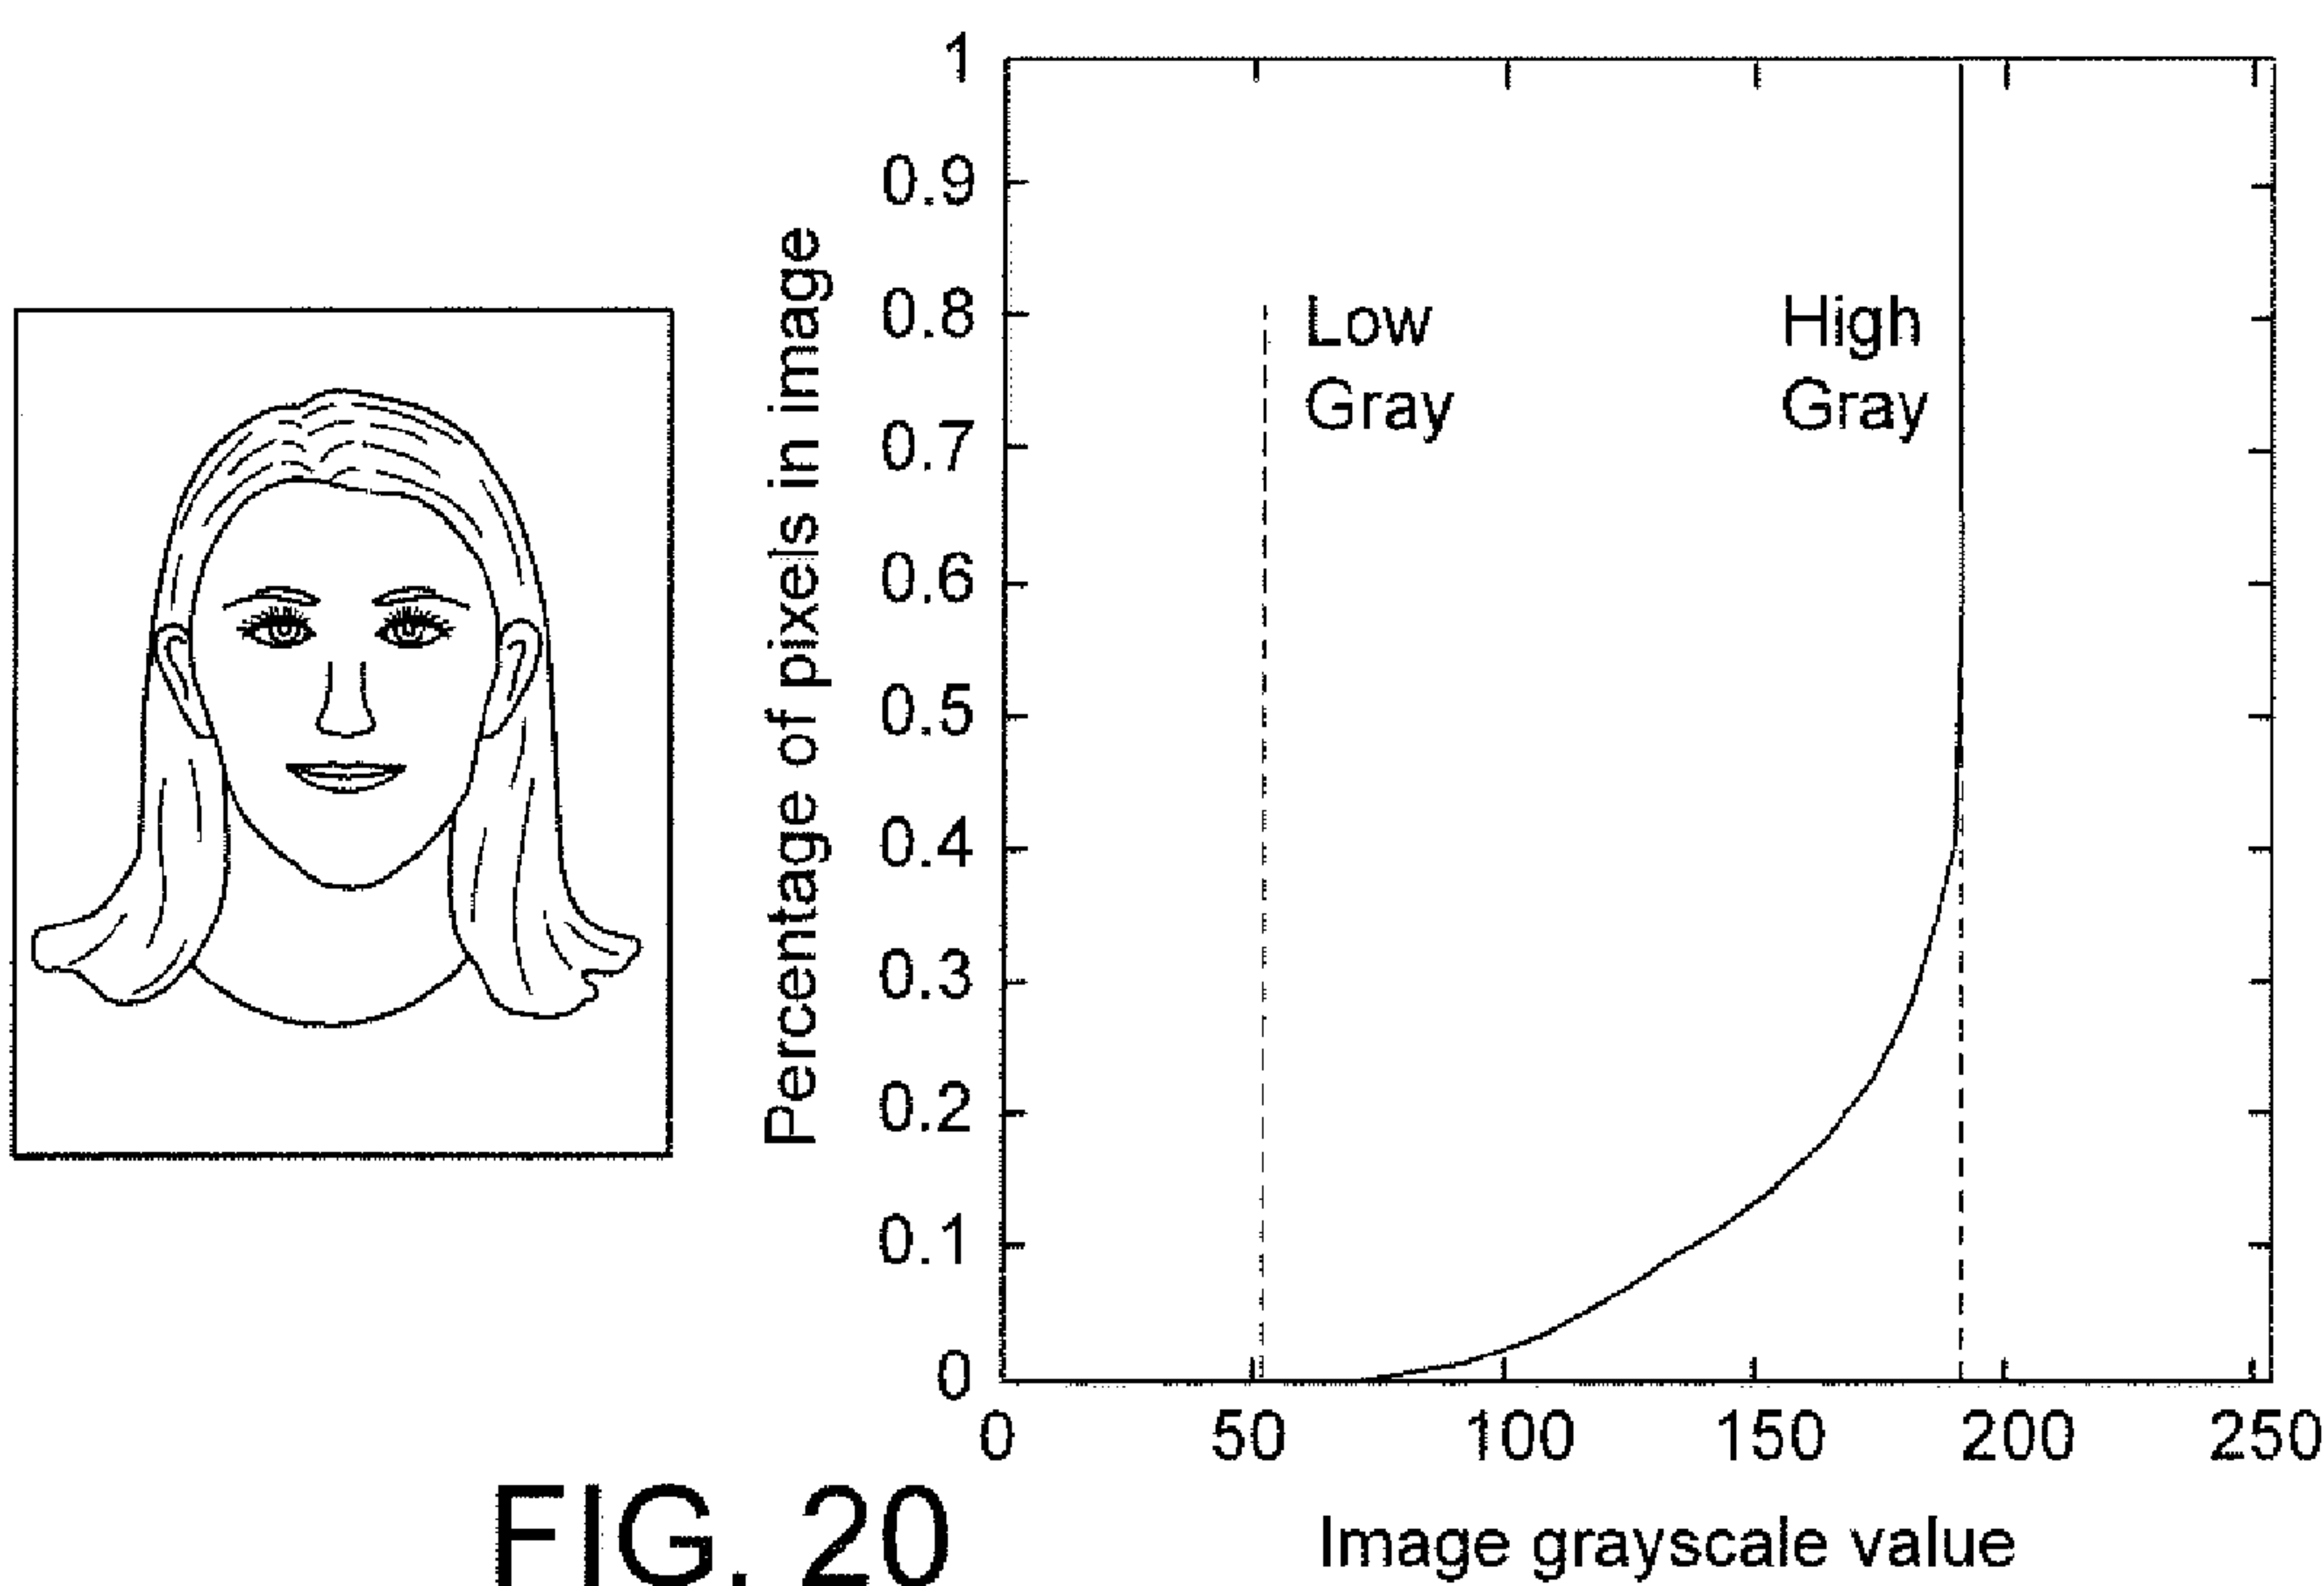 Percentage of pixels in image
1
0.9
0.8
0.7
0.6
0.5
0.4
0.3
0.2
0.1
0
Low
Gray
High
Gray
0 50 100 150 200 250
Image grayscale value
FIG. 20